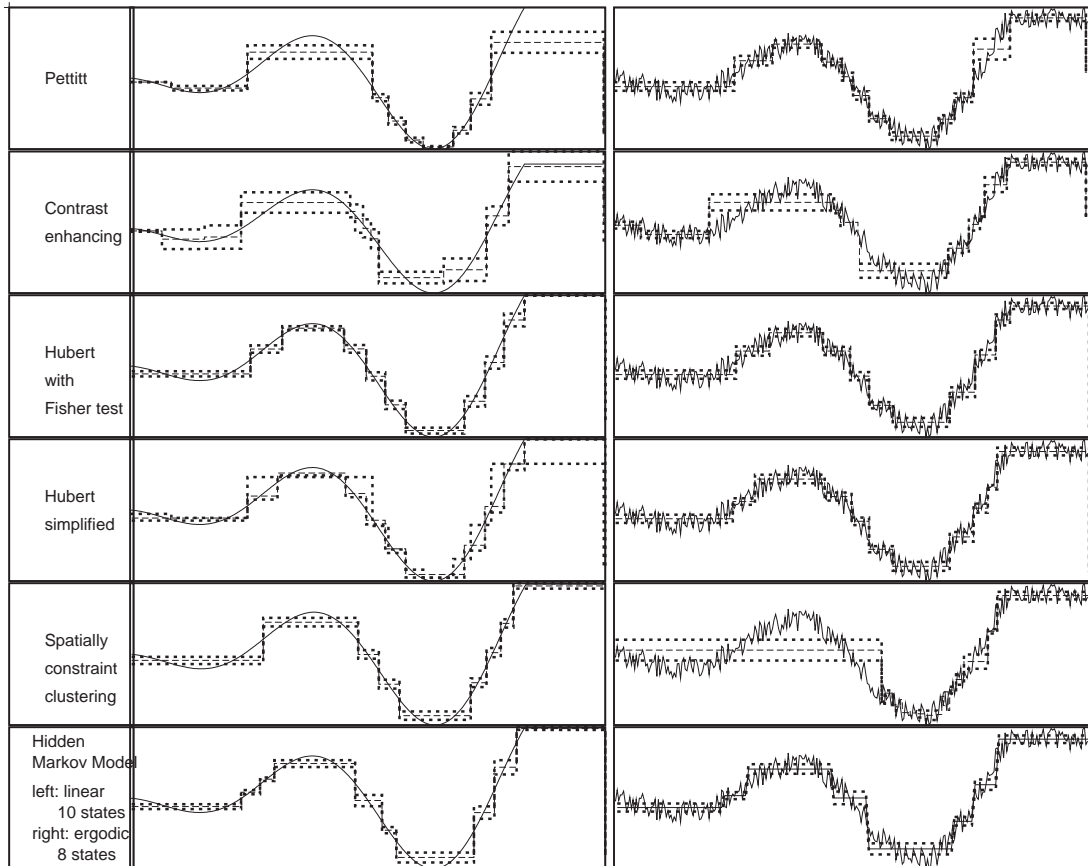 Pettitt
Contrast
enhancing
Hubert
with
Fisher test
Hubert
simplified
Spatially
constraint
clustering
Hidden
Markov Model
left: linear
10 states
right: ergodic
8 states